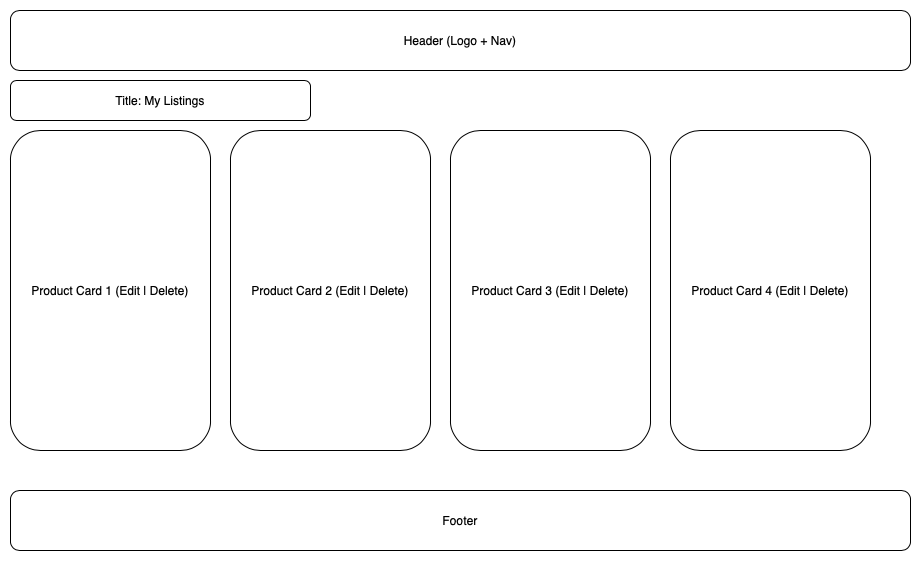 Header (Logo + Nav)
Title: My Listings
Product Card 1 (Edit | Delete)
Product Card 2 (Edit | Delete)
Product Card 3 (Edit | Delete)
Product Card 4 (Edit | Delete)
Footer